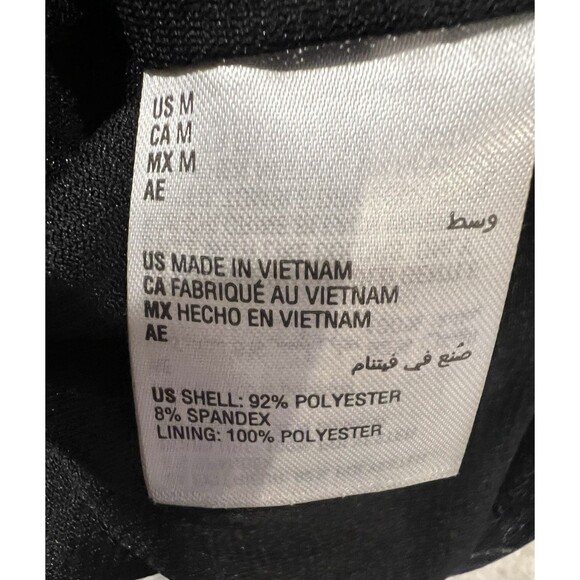 US M
CA M
MX M
AE
وسط
US MADE IN VIETNAM
CA FABRIQUÉ AU VIETNAM
MX HECHO EN VIETNAM
AE
صُنع في فيتنام
US SHELL: 92% POLYESTER
8% SPANDEX
LINING: 100% POLYESTER